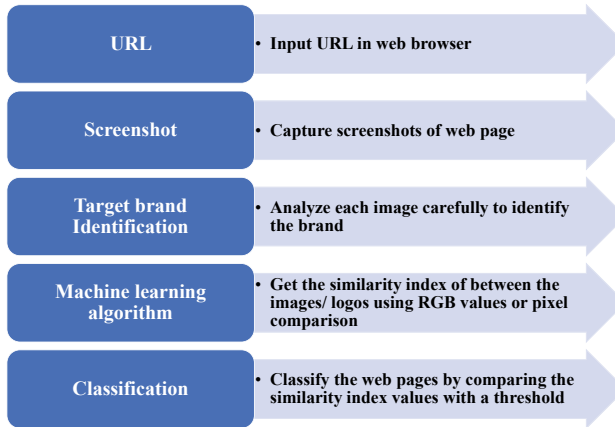 URL
• Input URL in web browser
Screenshot
• Capture screenshots of web page
Target brand
Identification
• Analyze each image carefully to identify
the brand
Machine learning
algorithm
• Get the similarity index of between the
images/ logos using RGB values or pixel
comparison
Classification
• Classify the web pages by comparing the
similarity index values with a threshold